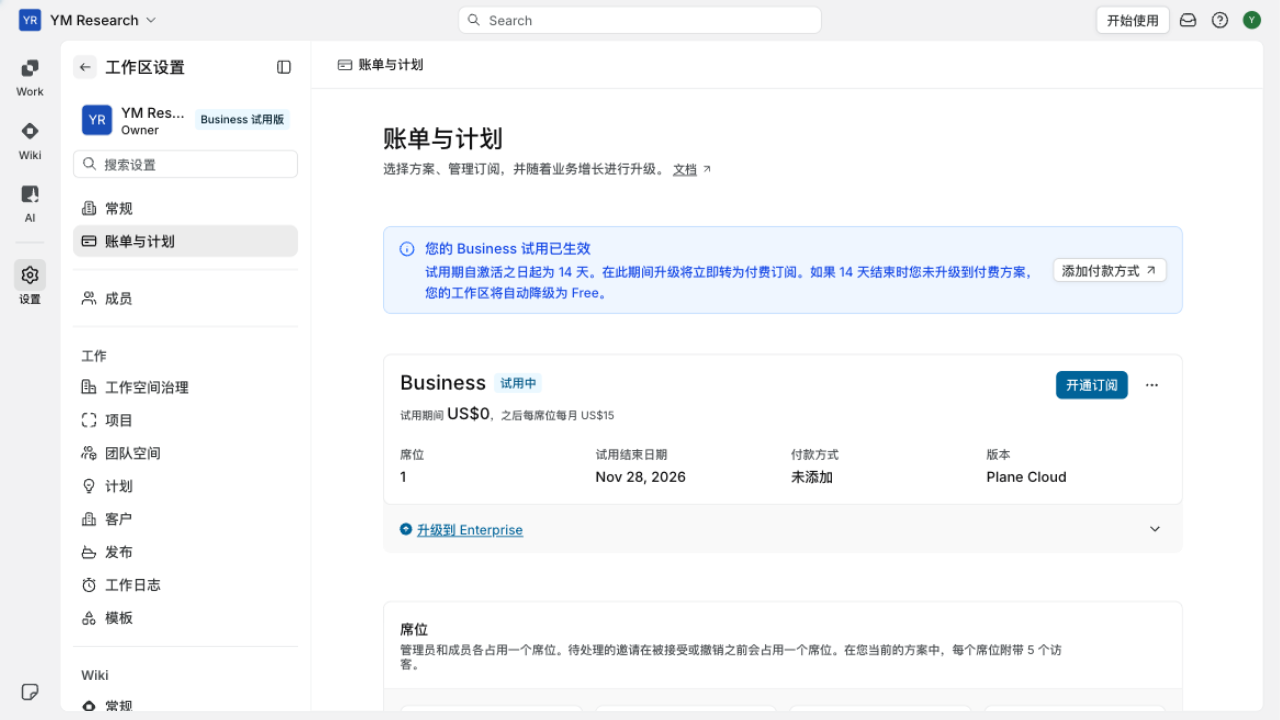 YR YM Research
Search
开始使用
Y
Work
Wiki
AI
设置
工作区设置
YR
YM Res...
Owner
Business 试用版
搜索设置
常规
账单与计划
成员
工作
工作空间治理
项目
团队空间
计划
客户
发布
工作日志
模板
Wiki
常规
账单与计划
账单与计划
选择方案、管理订阅，并随着业务增长进行升级。 文档
您的 Business 试用已生效
试用期自激活之日起为 14 天。在此期间升级将立即转为付费订阅。如果 14 天结束时您未升级到付费方案，
您的工作区将自动降级为 Free。
添加付款方式
Business 试用中
开通订阅
试用期间 US$0，之后每席位每月 US$15
席位
1
试用结束日期
Nov 28, 2026
付款方式
未添加
版本
Plane Cloud
升级到 Enterprise
席位
管理员和成员各占用一个席位。待处理的邀请在被接受或撤销之前会占用一个席位。在您当前的方案中，每个席位附带 5 个访
客。